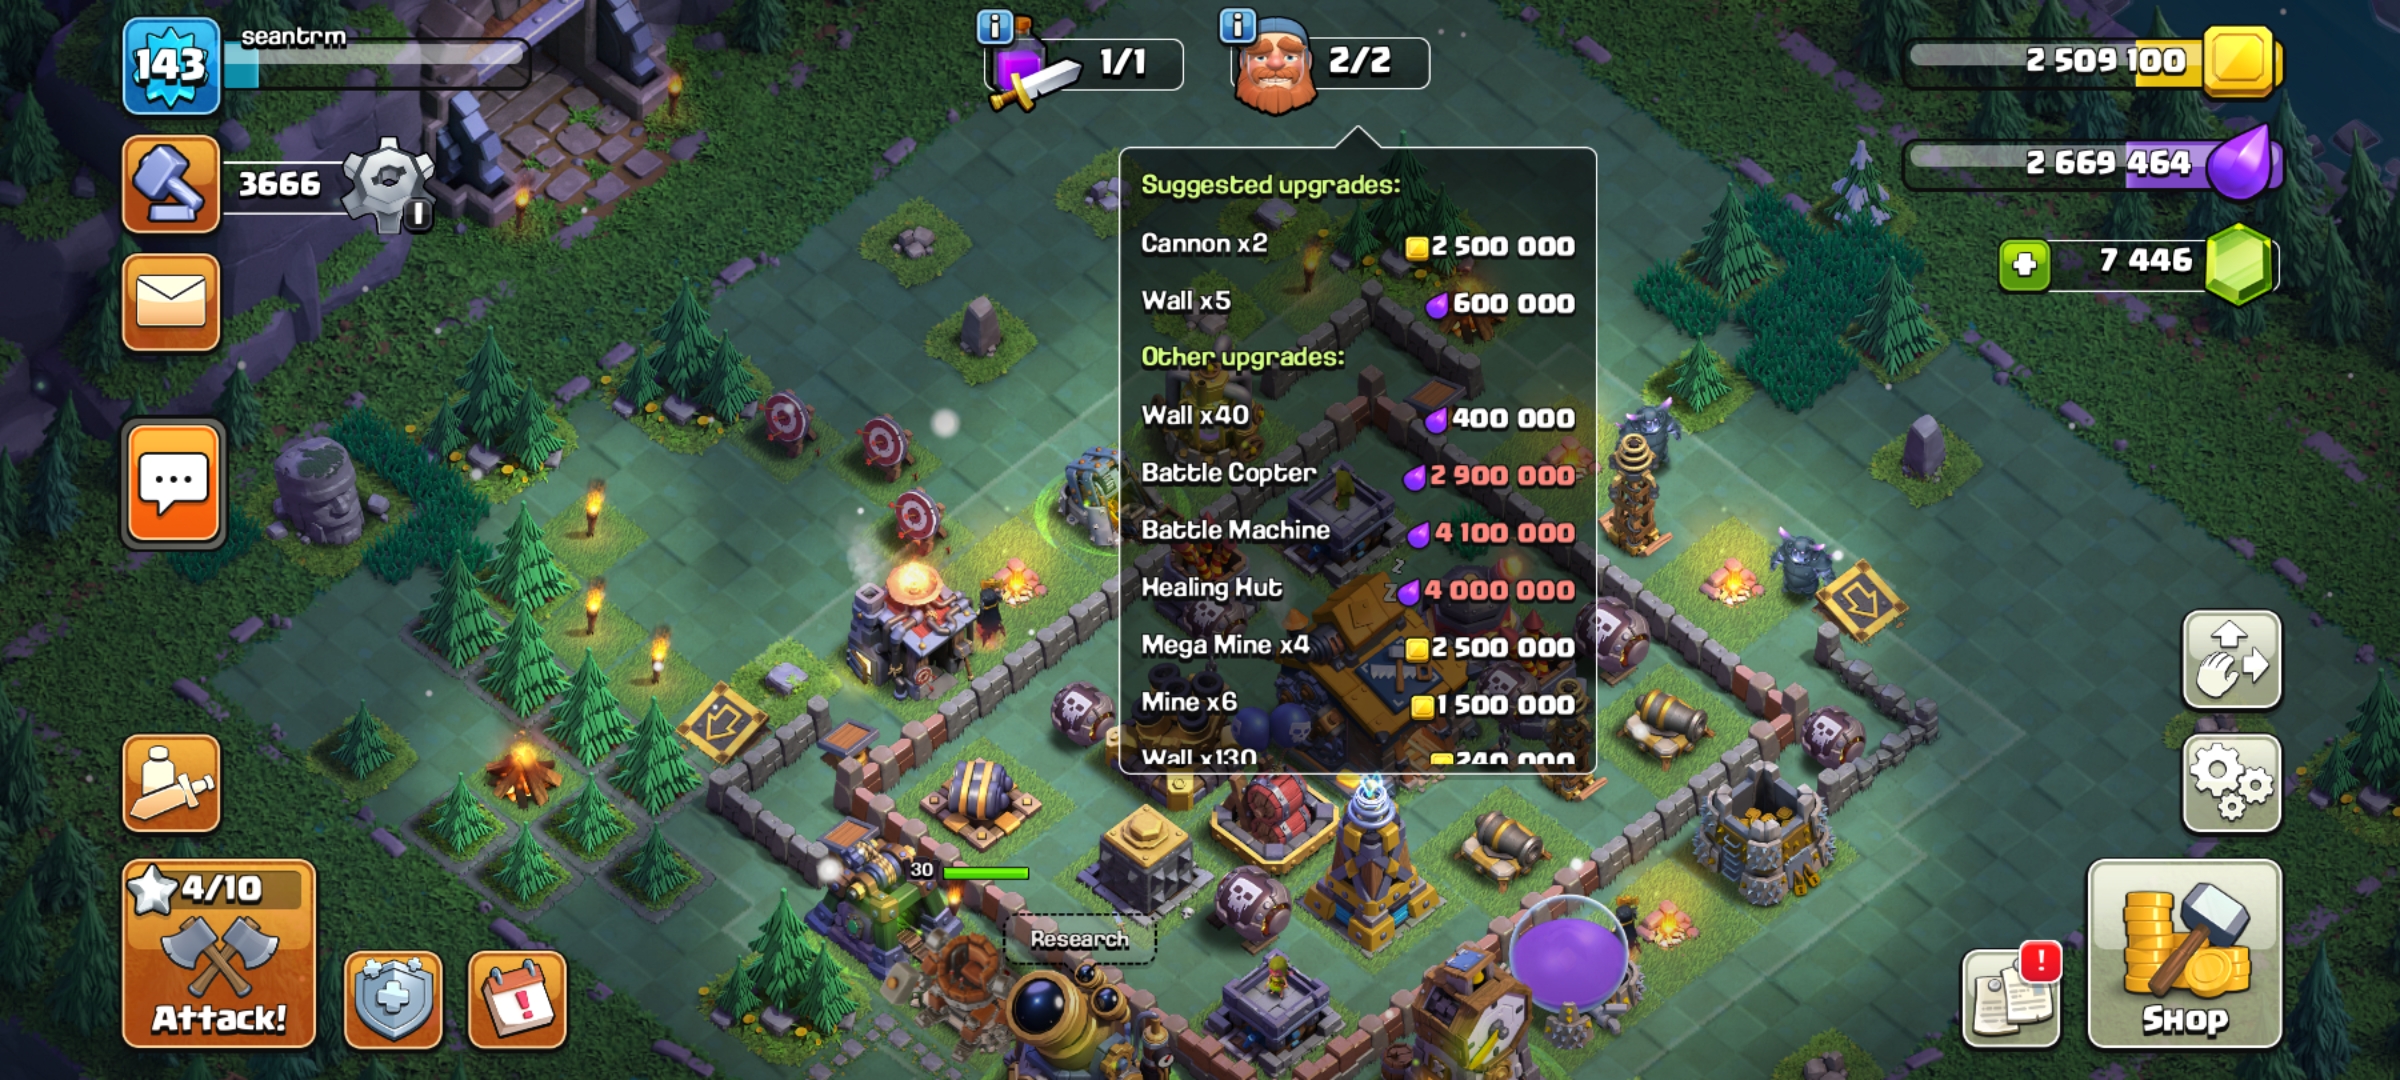 143
seantrm
1/1
2/2
2 509 100
3666
I
2 669 464
7 446
Suggested upgrades:
Cannon x2 2 500 000
Wall x5 600 000
Other upgrades:
Wall x40 400 000
Battle Copter 2 900 000
Battle Machine 4 100 000
Healing Hut 4 000 000
Mega Mine x4 2 500 000
Mine x6 1 500 000
Wall x130 240 000
z
Z
30
Research
4/10
Attack!
!
!
Shop